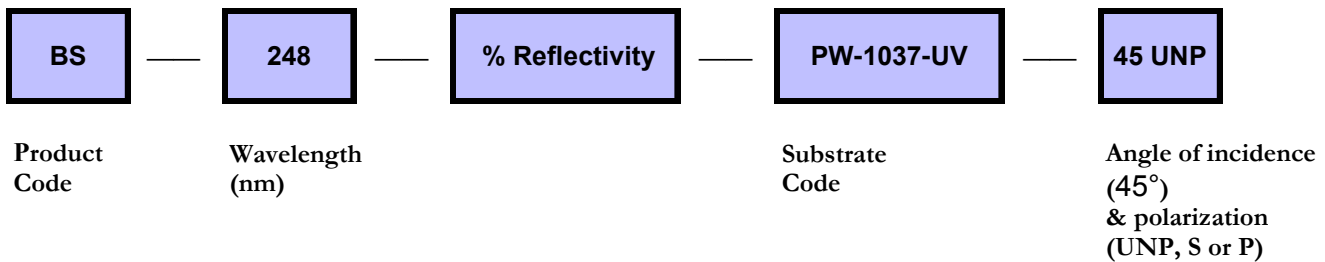 BS — 248 — % Reflectivity — PW-1037-UV — 45 UNP
Product
Code
Wavelength
(nm)
Substrate
Code
Angle of incidence
(45°)
& polarization
(UNP, S or P)